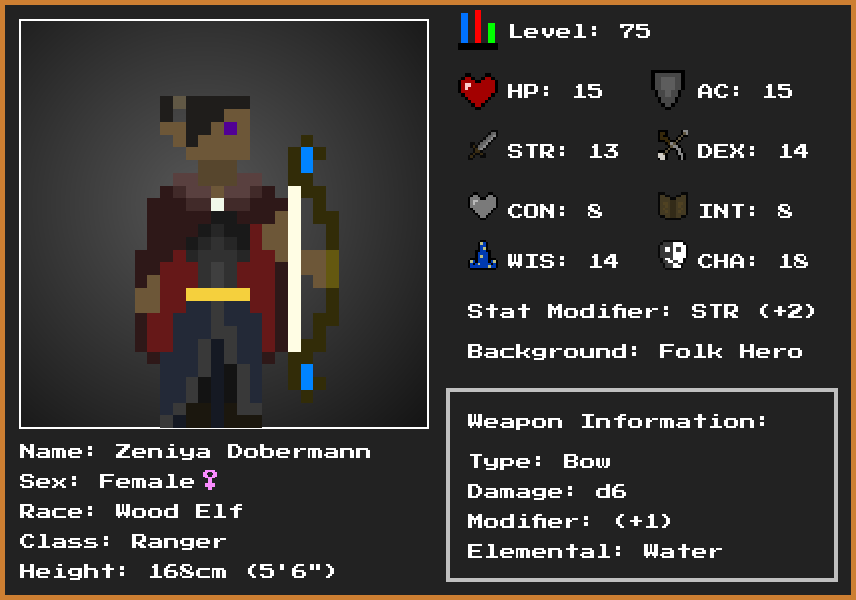 Level: 75
HP: 15 AC: 15
STR: 13 DEX: 14
CON: 8 INT: 8
WIS: 14 CHA: 18
Stat Modifier: STR (+2)
Background: Folk Hero
Weapon Information:
Type: Bow
Damage: d6
Modifier: (+1)
Elemental: Water
Name: Zeniya Dobermann
Sex: Female♀
Race: Wood Elf
Class: Ranger
Height: 168cm (5'6")